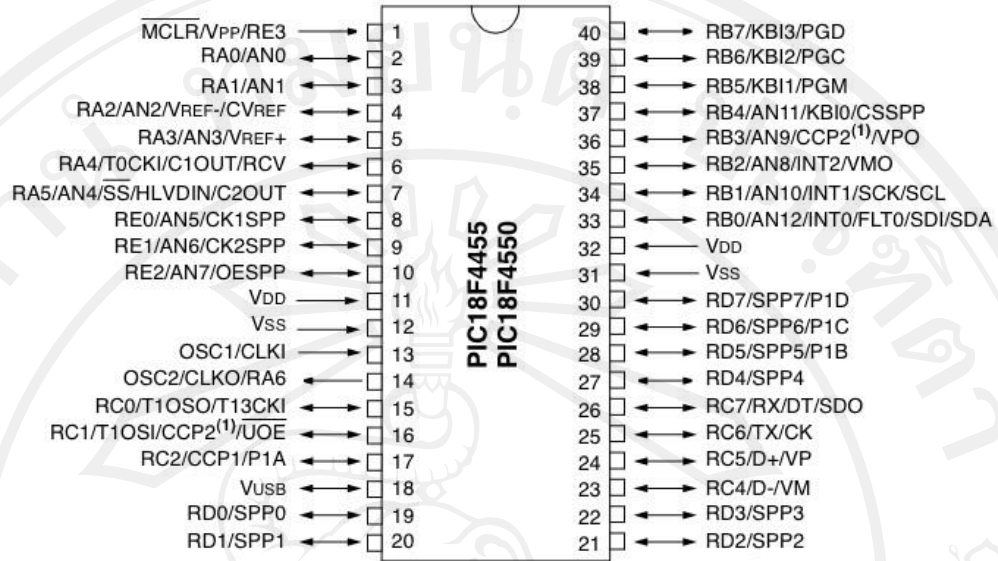 MCLR/VPP/RE3 1 40 RB7/KBI3/PGD
RA0/AN0 2 39 RB6/KBI2/PGC
RA1/AN1 3 38 RB5/KBI1/PGM
RA2/AN2/VREF-/CVREF 4 37 RB4/AN11/KBI0/CSSPP
RA3/AN3/VREF+ 5 36 RB3/AN9/CCP2(1)/VPO
RA4/T0CKI/C1OUT/RCV 6 35 RB2/AN8/INT2/VMO
RA5/AN4/SS/HLVDIN/C2OUT 7 34 RB1/AN10/INT1/SCK/SCL
RE0/AN5/CK1SPP 8 33 RB0/AN12/INT0/FLT0/SDI/SDA
RE1/AN6/CK2SPP 9 32 VDD
RE2/AN7/OESPP 10 31 VSS
VDD 11 30 RD7/SPP7/P1D
VSS 12 29 RD6/SPP6/P1C
OSC1/CLKI 13 28 RD5/SPP5/P1B
OSC2/CLKO/RA6 14 27 RD4/SPP4
RC0/T1OSO/T13CKI 15 26 RC7/RX/DT/SDO
RC1/T1OSI/CCP2(1)/UOE 16 25 RC6/TX/CK
RC2/CCP1/P1A 17 24 RC5/D+/VP
VUSB 18 23 RC4/D-/VM
RD0/SPP0 19 22 RD3/SPP3
RD1/SPP1 20 21 RD2/SPP2
PIC18F4455
PIC18F4550